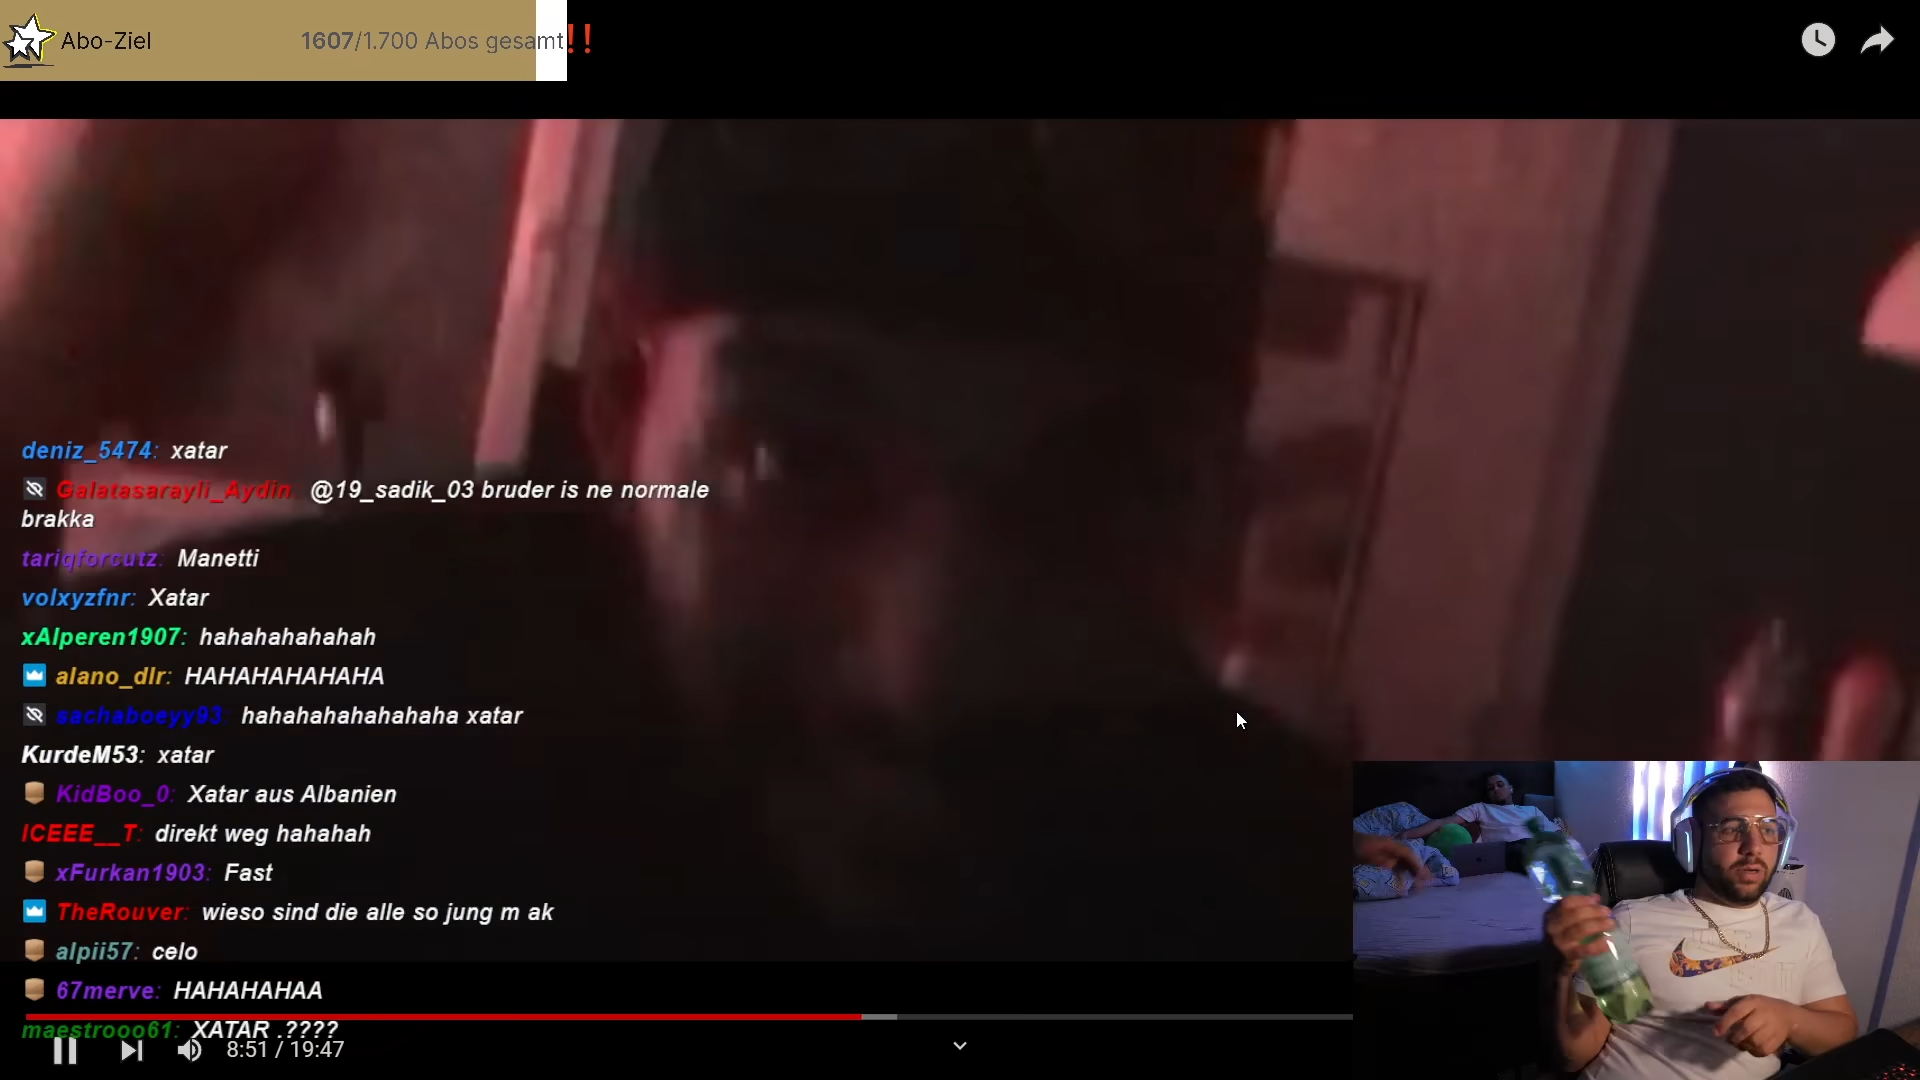 Abo-Ziel 1607/1.700 Abos gesamt‼
deniz_5474: xatar
Galatasarayli_Aydin: @19_sadik_03 bruder is ne normale
brakka
tariqforcutz: Manetti
volxyzfnr: Xatar
xAlperen1907: hahahahahahah
alano_dlr: HAHAHAHAHAHA
sachaboeyy93: hahahahahahahaha xatar
KurdeM53: xatar
KidBoo_0: Xatar aus Albanien
ICEEE__T: direkt weg hahahah
xFurkan1903: Fast
TheRouver: wieso sind die alle so jung m ak
alpii57: celo
67merve: HAHAHAHAA
maestrooo61: XATAR .????
8:51 / 19:47